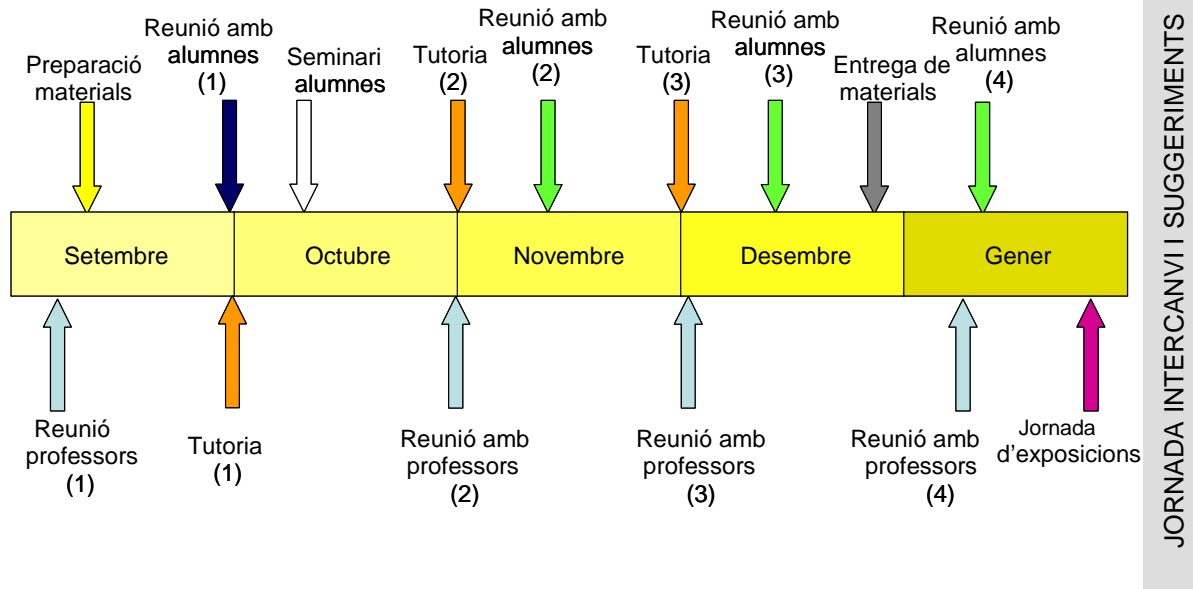 Preparació
materials
Reunió amb
alumnes
(1)
Seminari
alumnes
Tutoria
(2)
Reunió amb
alumnes
(2)
Tutoria
(3)
Reunió amb
alumnes
(3)
Entrega de
materials
Reunió amb
alumnes
(4)
Setembre
Octubre
Novembre
Desembre
Gener
Reunió
professors
(1)
Tutoria
(1)
Reunió amb
professors
(2)
Reunió amb
professors
(3)
Reunió amb
professors
(4)
Jornada
d'exposicions
JORNADA INTERCANVI I SUGGERIMENTS